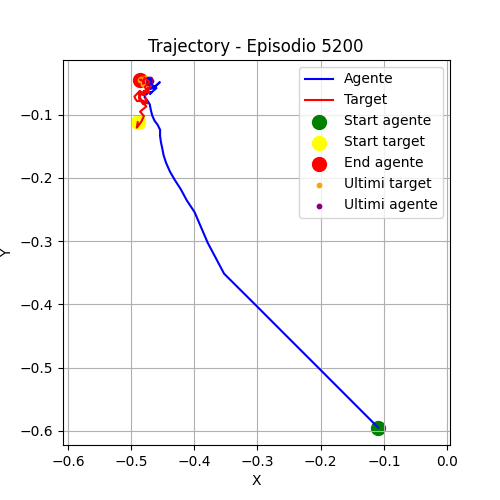 Trajectory - Episodio 5200
Agente
Target
Start agente
Start target
End agente
Ultimi target
Ultimi agente
Y
−0.1
−0.2
−0.3
−0.4
−0.5
−0.6
−0.6
−0.5
−0.4
−0.3
−0.2
−0.1
0.0
X